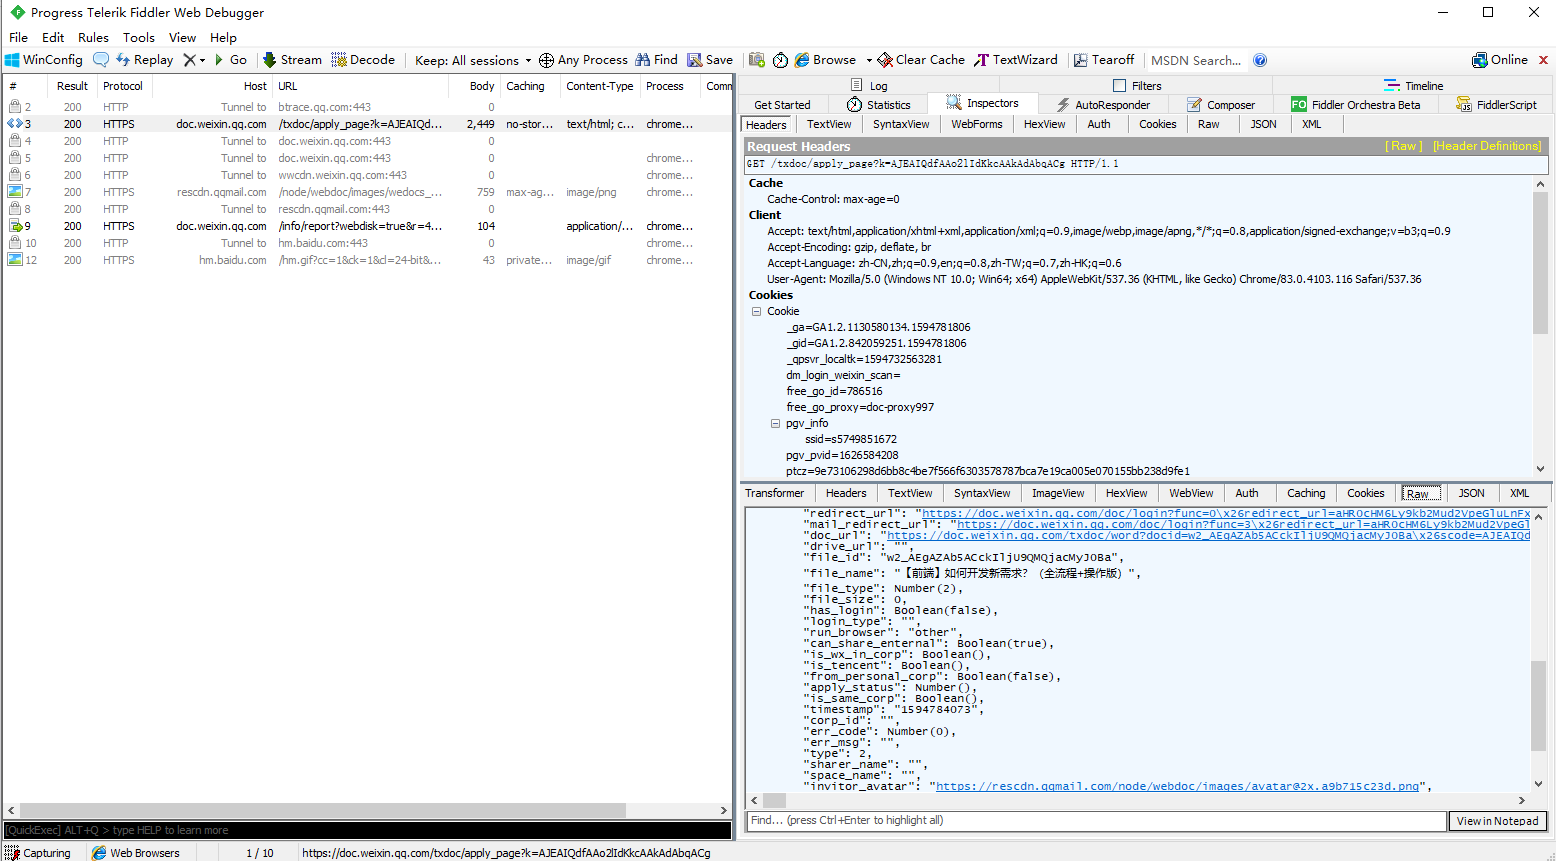 Progress Telerik Fiddler Web Debugger
File Edit Rules Tools View Help
WinConfig Replay Go Stream Decode Keep: All sessions Any Process Find Save Browse Clear Cache TextWizard Tearoff MSDN Search... Online
# Result Protocol Host URL Body Caching Content-Type Process Comm
2 200 HTTP Tunnel to btrace.qq.com:443 0
3 200 HTTPS doc.weixin.qq.com /txdoc/apply_page?k=AJEAIQd... 2,449 no-stor... text/html; c... chrome...
4 200 HTTP Tunnel to doc.weixin.qq.com:443 0
5 200 HTTP Tunnel to doc.weixin.qq.com:443 0 chrome...
6 200 HTTP Tunnel to wwcdn.weixin.qq.com:443 0 chrome...
7 200 HTTPS rescdn.qqmail.com /node/webdoc/images/wedocs_... 759 max-ag... image/png chrome...
8 200 HTTP Tunnel to rescdn.qqmail.com:443 0
9 200 HTTPS doc.weixin.qq.com /info/report?webdisk=true&r=4... 104 application/... chrome...
10 200 HTTP Tunnel to hm.baidu.com:443 0 chrome...
12 200 HTTPS hm.baidu.com /hm.gif?cc=1&ck=1&cl=24-bit&... 43 private... image/gif chrome...
[QuickExec] ALT+Q > type HELP to learn more
Capturing Web Browsers 1 / 10 https://doc.weixin.qq.com/txdoc/apply_page?k=AJEAIQdfAAo2lIdKkcAAkAdAbqACg
Log Filters Timeline
Get Started Statistics Inspectors AutoResponder Composer FO Fiddler Orchestra Beta FiddlerScript
Headers TextView SyntaxView WebForms HexView Auth Cookies Raw JSON XML
Request Headers [ Raw ] [Header Definitions]
GET /txdoc/apply_page?k=AJEAIQdfAAo2lIdKkcAAkAdAbqACg HTTP/1.1
Cache
Cache-Control: max-age=0
Client
Accept: text/html,application/xhtml+xml,application/xml;q=0.9,image/webp,image/apng,*/*;q=0.8,application/signed-exchange;v=b3;q=0.9
Accept-Encoding: gzip, deflate, br
Accept-Language: zh-CN,zh;q=0.9,en;q=0.8,zh-TW;q=0.7,zh-HK;q=0.6
User-Agent: Mozilla/5.0 (Windows NT 10.0; Win64; x64) AppleWebKit/537.36 (KHTML, like Gecko) Chrome/83.0.4103.116 Safari/537.36
Cookies
Cookie
_ga=GA1.2.1130580134.1594781806
_gid=GA1.2.842059251.1594781806
_qpsvr_localtk=1594732563281
dm_login_weixin_scan=
free_go_id=786516
free_go_proxy=doc-proxy997
pgv_info
ssid=s5749851672
pgv_pvid=1626584208
ptcz=9e73106298d6bb8c4be7f566f6303578787bca7e19ca005e070155bb238d9fe1
Transformer Headers TextView SyntaxView ImageView HexView WebView Auth Caching Cookies Raw JSON XML
"redirect_url": "https://doc.weixin.qq.com/doc/login?func=0\x26redirect_url=aHR0cHM6Ly9kb2Mud2VpeGluLnFx
"mail_redirect_url": "https://doc.weixin.qq.com/doc/login?func=3\x26redirect_url=aHR0cHM6Ly9kb2Mud2VpeGl
"doc_url": "https://doc.weixin.qq.com/txdoc/word?docid=w2_AEgAZAb5ACckIljU9QMQjacMyJOBa\x26scode=AJEAIQd
"drive_url": "",
"file_id": "w2_AEgAZAb5ACckIljU9QMQjacMyJOBa",
"file_name": "【前端】如何开发新需求？（全流程+操作版）",
"file_type": Number(2),
"file_size": 0,
"has_login": Boolean(false),
"login_type": "",
"run_browser": "other",
"can_share_enternal": Boolean(true),
"is_wx_in_corp": Boolean(),
"is_tencent": Boolean(),
"from_personal_corp": Boolean(false),
"apply_status": Number(),
"is_same_corp": Boolean(),
"timestamp": "1594784073",
"corp_id": "",
"err_code": Number(0),
"err_msg": "",
"type": 2,
"sharer_name": "",
"space_name": "",
"invitor_avatar": "https://rescdn.qqmail.com/node/webdoc/images/avatar@2x.a9b715c23d.png",
Find... (press Ctrl+Enter to highlight all) View in Notepad